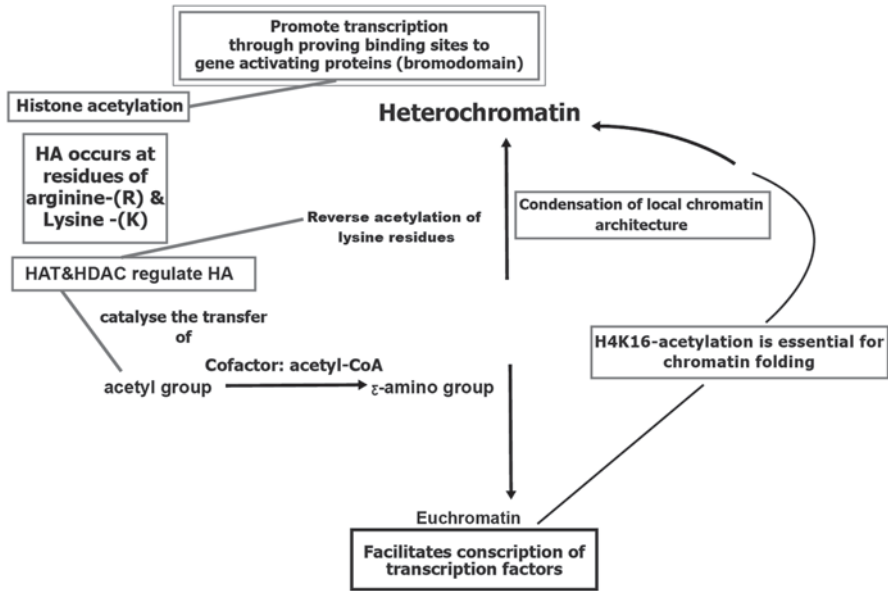 Promote transcription
through proving binding sites to
gene activating proteins (bromodomain)
Histone acetylation
Heterochromatin
HA occurs at
residues of
arginine-(R) &
Lysine -(K)
Reverse acetylation of
lysine residues
Condensation of local chromatin
architecture
HAT&HDAC regulate HA
catalyse the transfer
of
H4K16-acetylation is essential for
chromatin folding
Cofactor: acetyl-CoA
acetyl group
ε-amino group
Euchromatin
Facilitates conscription of
transcription factors